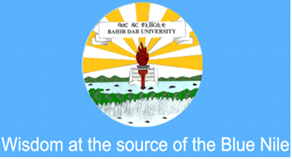 BAHIR DAR UNIVERSITY
Wisdom at the source of the Blue Nile